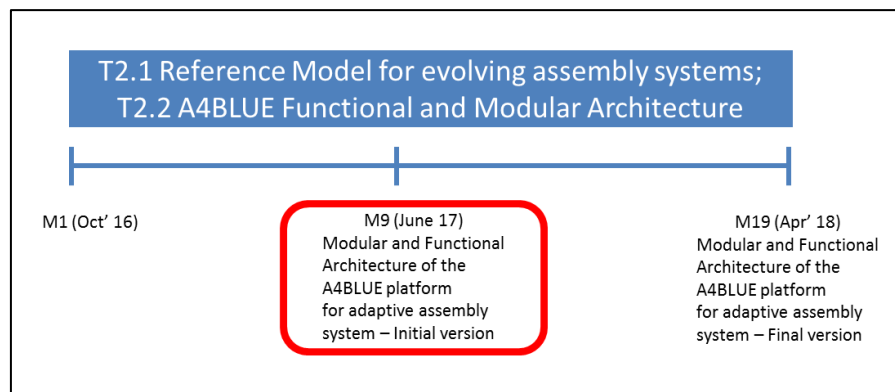 T2.1 Reference Model for evolving assembly systems;
T2.2 A4BLUE Functional and Modular Architecture
M1 (Oct' 16)
M9 (June 17)
Modular and Functional
Architecture of the
A4BLUE platform
for adaptive assembly
system – Initial version
M19 (Apr' 18)
Modular and Functional
Architecture of the
A4BLUE platform
for adaptive assembly
system – Final version